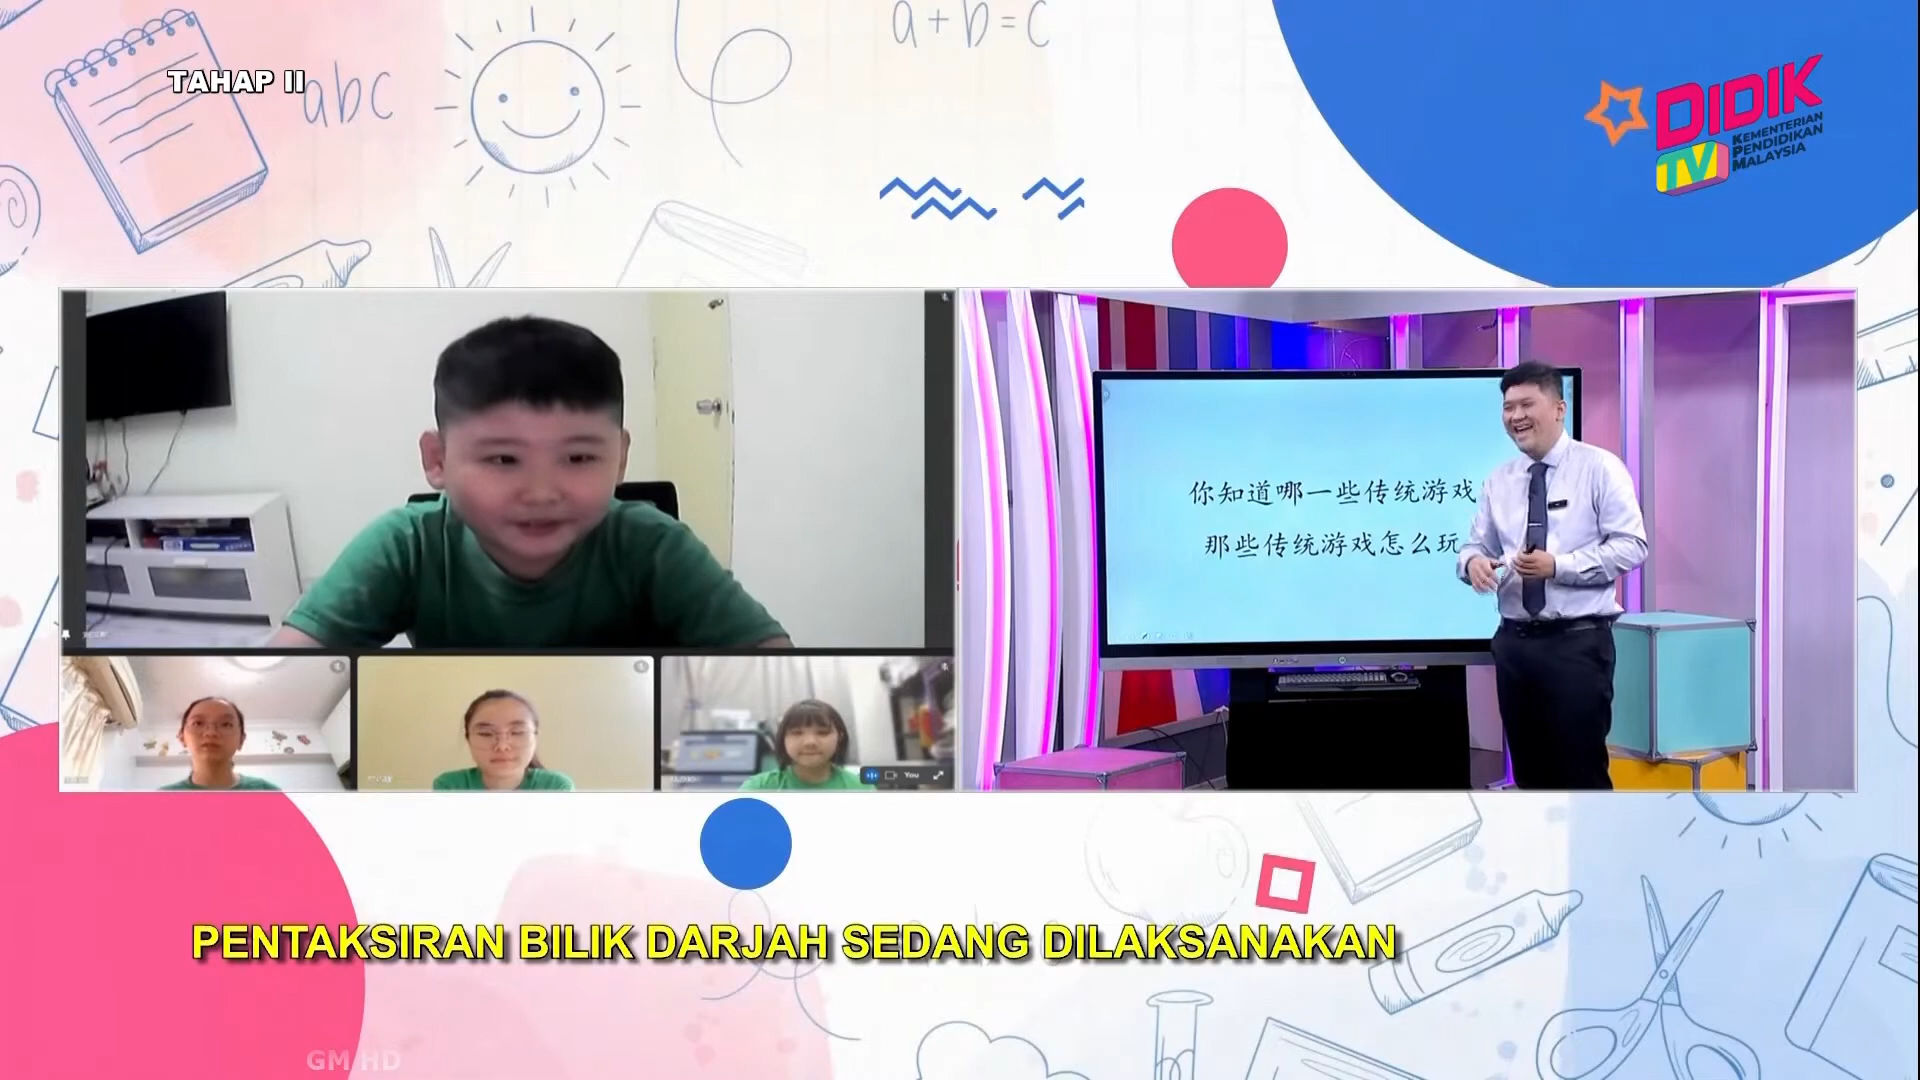 a+b=c
TAHAP II
abc
DIDIK
TV
KEMENTERIAN
PENDIDIKAN
MALAYSIA
你知道哪一些传统游戏
那些传统游戏怎么玩
You
PENTAKSIRAN BILIK DARJAH SEDANG DILAKSANAKAN
GM HD